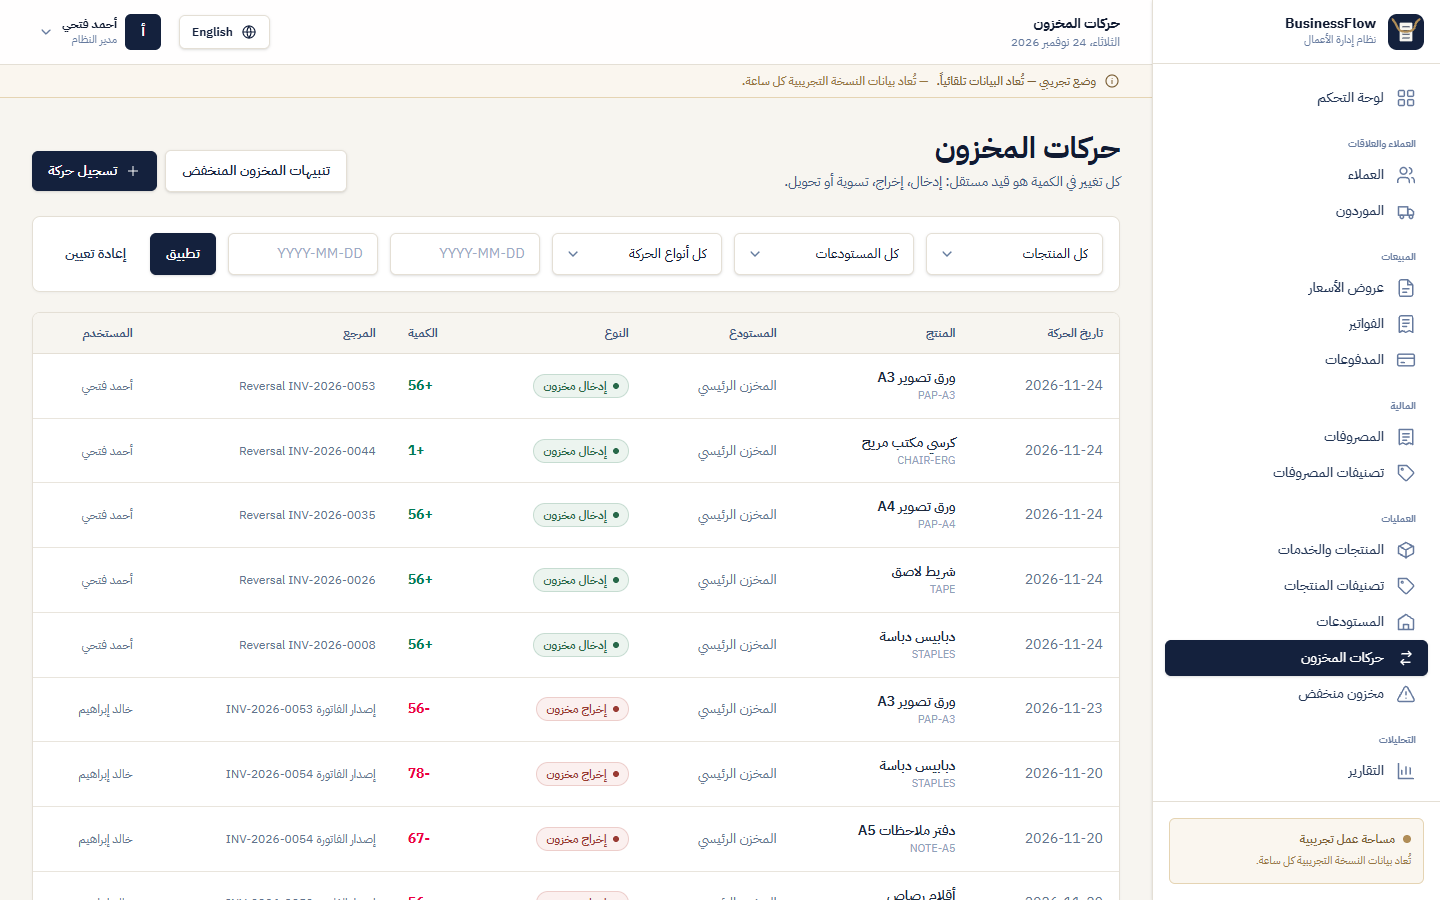 BusinessFlow
نظام إدارة الأعمال
لوحة التحكم
العملاء والعلاقات
العملاء
الموردون
المبيعات
عروض الأسعار
الفواتير
المدفوعات
المالية
المصروفات
تصنيفات المصروفات
العمليات
المنتجات والخدمات
تصنيفات المنتجات
المستودعات
حركات المخزون
مخزون منخفض
التحليلات
التقارير
مساحة عمل تجريبية
تُعاد بيانات النسخة التجريبية كل ساعة.
حركات المخزون
الثلاثاء، 24 نوفمبر 2026
English
أ
أحمد فتحي
مدير النظام
وضع تجريبي — تُعاد البيانات تلقائياً. — تُعاد بيانات النسخة التجريبية كل ساعة.
حركات المخزون
كل تغيير في الكمية هو قيد مستقل: إدخال، إخراج، تسوية أو تحويل.
تنبيهات المخزون المنخفض
تسجيل حركة
كل المنتجات
كل المستودعات
كل أنواع الحركة
YYYY-MM-DD
YYYY-MM-DD
تطبيق
إعادة تعيين
تاريخ الحركة المنتج المستودع النوع الكمية المرجع المستخدم
2026-11-24 ورق تصوير A3 المخزن الرئيسي إدخال مخزون 56+ Reversal INV-2026-0053 أحمد فتحي
PAP-A3
2026-11-24 كرسي مكتب مريح المخزن الرئيسي إدخال مخزون 1+ Reversal INV-2026-0044 أحمد فتحي
CHAIR-ERG
2026-11-24 ورق تصوير A4 المخزن الرئيسي إدخال مخزون 56+ Reversal INV-2026-0035 أحمد فتحي
PAP-A4
2026-11-24 شريط لاصق المخزن الرئيسي إدخال مخزون 56+ Reversal INV-2026-0026 أحمد فتحي
TAPE
2026-11-24 دبابيس دباسة المخزن الرئيسي إدخال مخزون 56+ Reversal INV-2026-0008 أحمد فتحي
STAPLES
2026-11-23 ورق تصوير A3 المخزن الرئيسي إخراج مخزون 56- إصدار الفاتورة INV-2026-0053 خالد إبراهيم
PAP-A3
2026-11-20 دبابيس دباسة المخزن الرئيسي إخراج مخزون 78- إصدار الفاتورة INV-2026-0054 خالد إبراهيم
STAPLES
2026-11-20 دفتر ملاحظات A5 المخزن الرئيسي إخراج مخزون 67- إصدار الفاتورة INV-2026-0054 خالد إبراهيم
NOTE-A5
أقلام رصاص